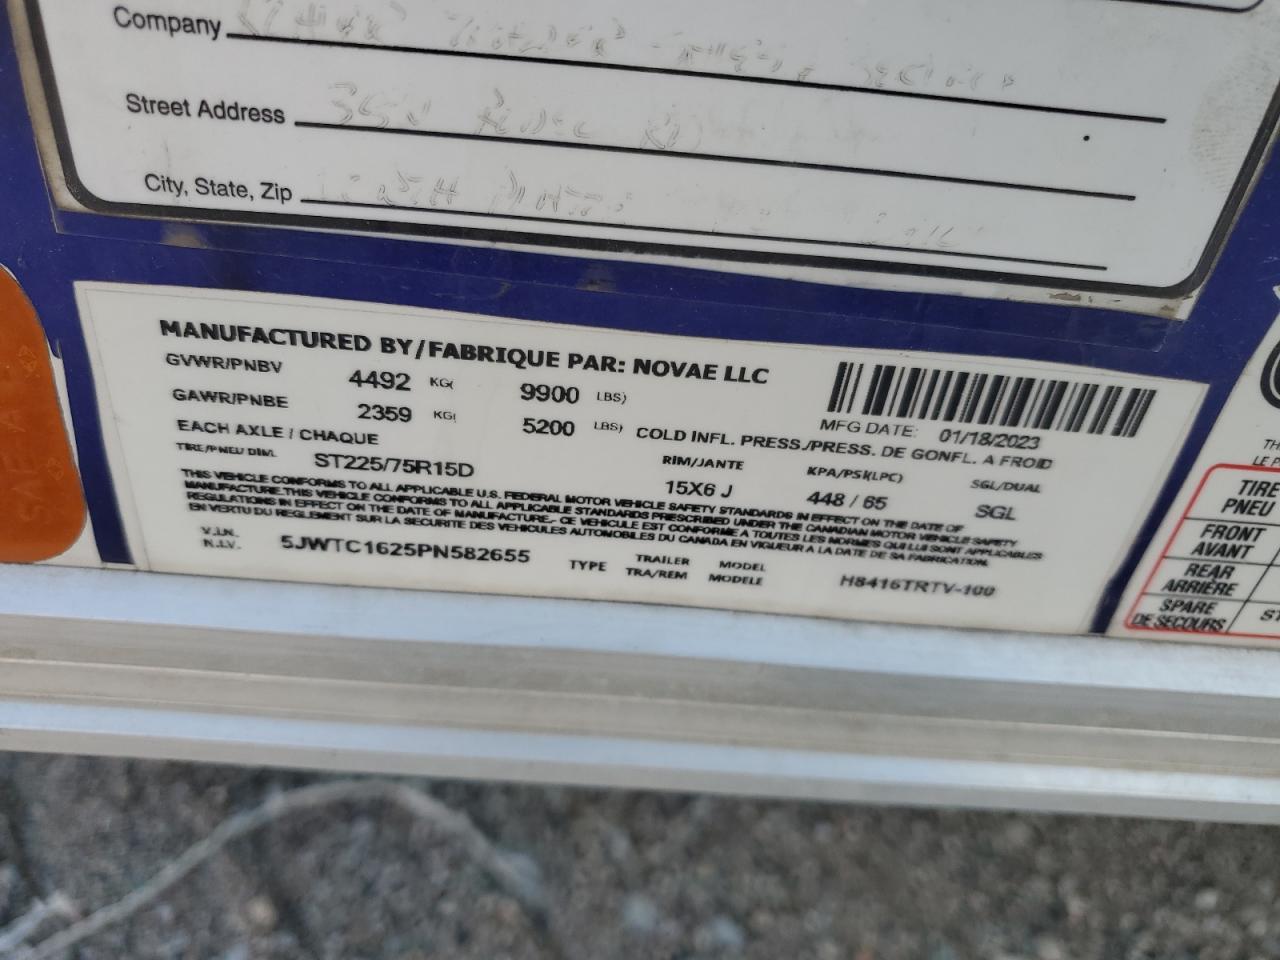 Company
Street Address 350
City, State, Zip
MANUFACTURED BY/FABRIQUE PAR: NOVAE LLC
GVWR/PNBV 4492 KG( 9900 LBS)
GAWR/PNBE 2359 KG( 5200 LBS)
MFG DATE: 01/18/2023
EACH AXLE / CHAQUE
COLD INFL. PRESS./PRESS. DE GONFL. A FROID
TIRE/PNEU DIM. RIM/JANTE KPA/PSI(LPC) SGL/DUAL
ST225/75R15D 15X6 J 448 / 65 SGL
THIS VEHICLE CONFORMS TO ALL APPLICABLE U.S. FEDERAL MOTOR VEHICLE SAFETY STANDARDS IN EFFECT ON THE DATE OF
MANUFACTURE.THIS VEHICLE CONFORMS TO ALL APPLICABLE STANDARDS PRESCRIBED UNDER THE CANADIAN MOTOR VEHICLE SAFETY
REGULATIONS IN EFFECT ON THE DATE OF MANUFACTURE.- CE VEHICULE EST CONFORME A TOUTES LES NORMES QUI LUI SONT APPLICABLES
EN VERTU DU REGLEMENT SUR LA SECURITE DES VEHICULES AUTOMOBILES DU CANADA EN VIGUEUR A LA DATE DE SA FABRICATION.
V.I.N. 5JWTC1625PN582655
N.I.V.
TYPE TRAILER MODEL H8416TRTV-100
TRA/REM MODELE
TH
LE P
TIRE
PNEU
FRONT
AVANT
REAR
ARRIÈRE
SPARE
DE SECOURS ST